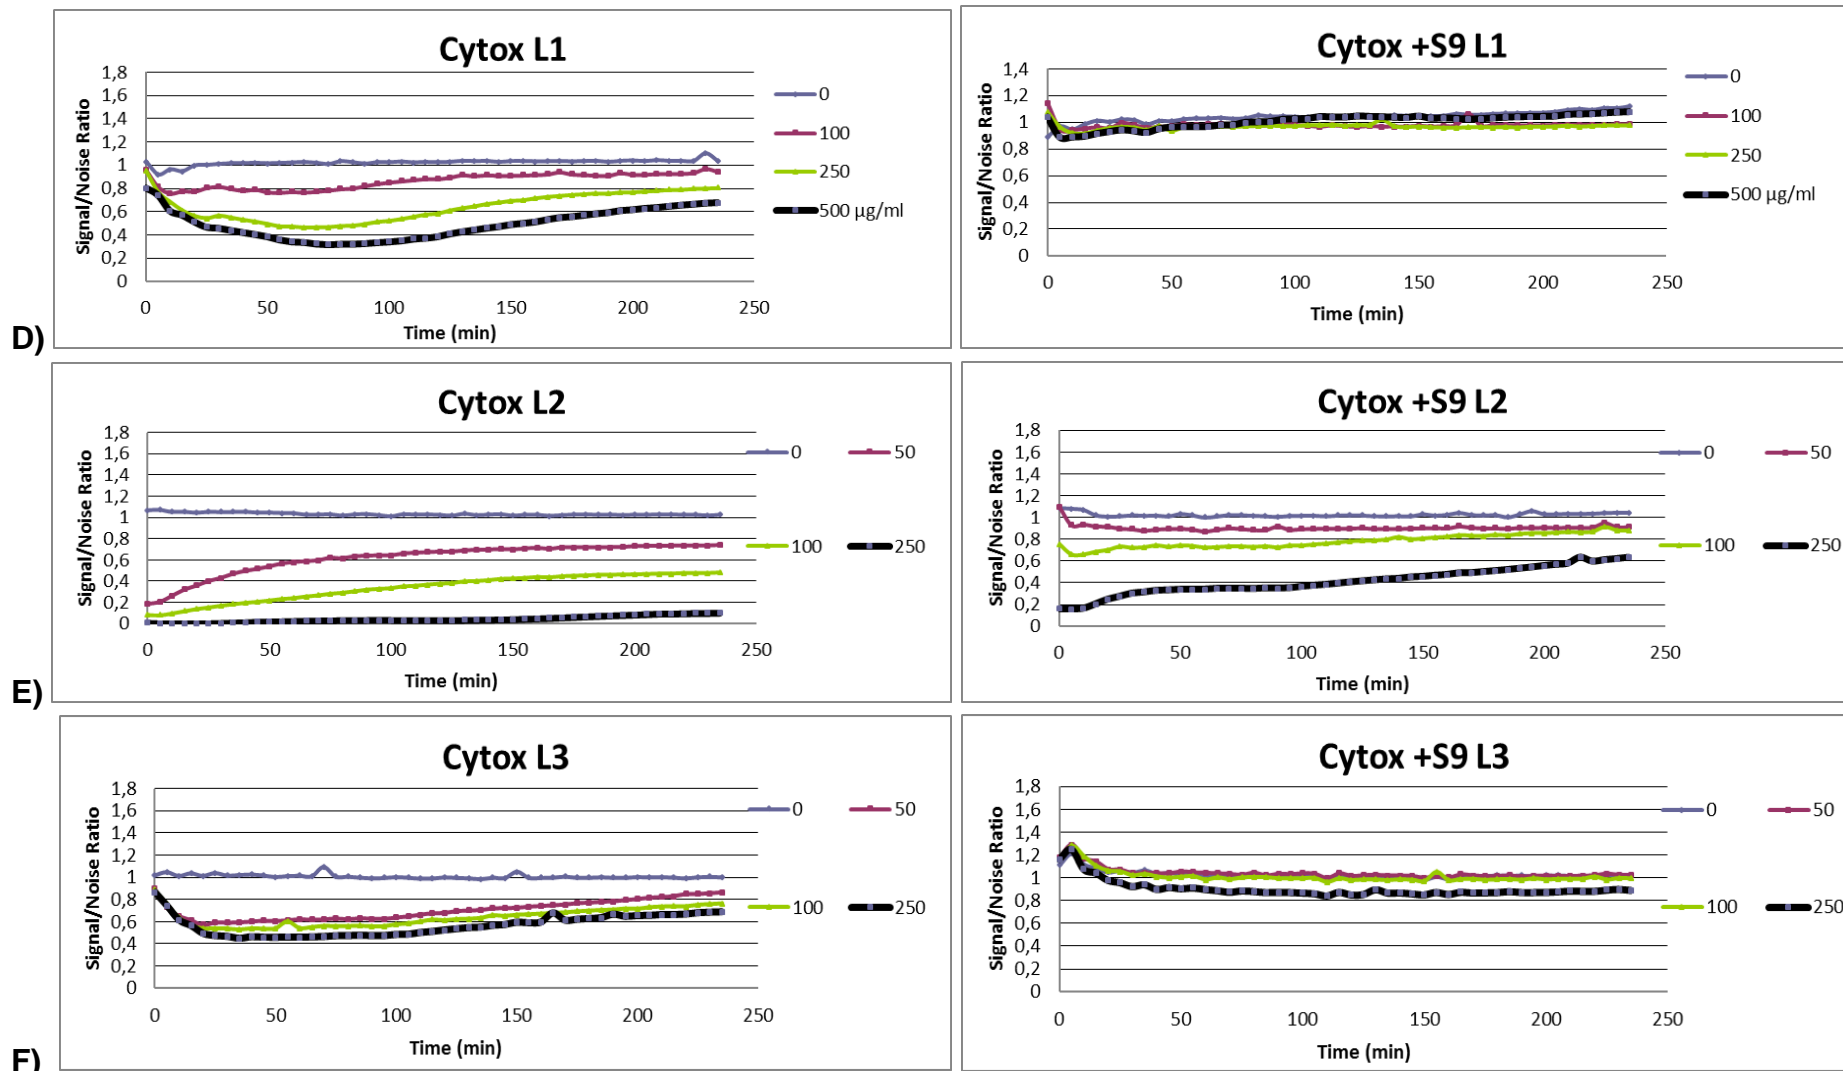 Cytox L1
Signal/Noise Ratio
1,8
1,6
1,4
1,2
1
0,8
0,6
0,4
0,2
0
0 50 100 150 200 250
Time (min)
0
100
250
500 µg/ml
Cytox +S9 L1
Signal/Noise Ratio
1,4
1,2
1
0,8
0,6
0,4
0,2
0
0 50 100 150 200 250
Time (min)
0
100
250
500 µg/ml
D)
Cytox L2
Signal/Noise Ratio
1,8
1,6
1,4
1,2
1
0,8
0,6
0,4
0,2
0
0 50 100 150 200 250
Time (min)
0 50
100 250
Cytox +S9 L2
Signal/Noise Ratio
1,8
1,6
1,4
1,2
1
0,8
0,6
0,4
0,2
0
0 50 100 150 200 250
Time (min)
0 50
100 250
E)
Cytox L3
Signal/Noise Ratio
1,8
1,6
1,4
1,2
1
0,8
0,6
0,4
0,2
0
0 50 100 150 200 250
Time (min)
0 50
100 250
Cytox +S9 L3
Signal/Noise Ratio
1,8
1,6
1,4
1,2
1
0,8
0,6
0,4
0,2
0
0 50 100 150 200 250
Time (min)
0 50
100 250
F)